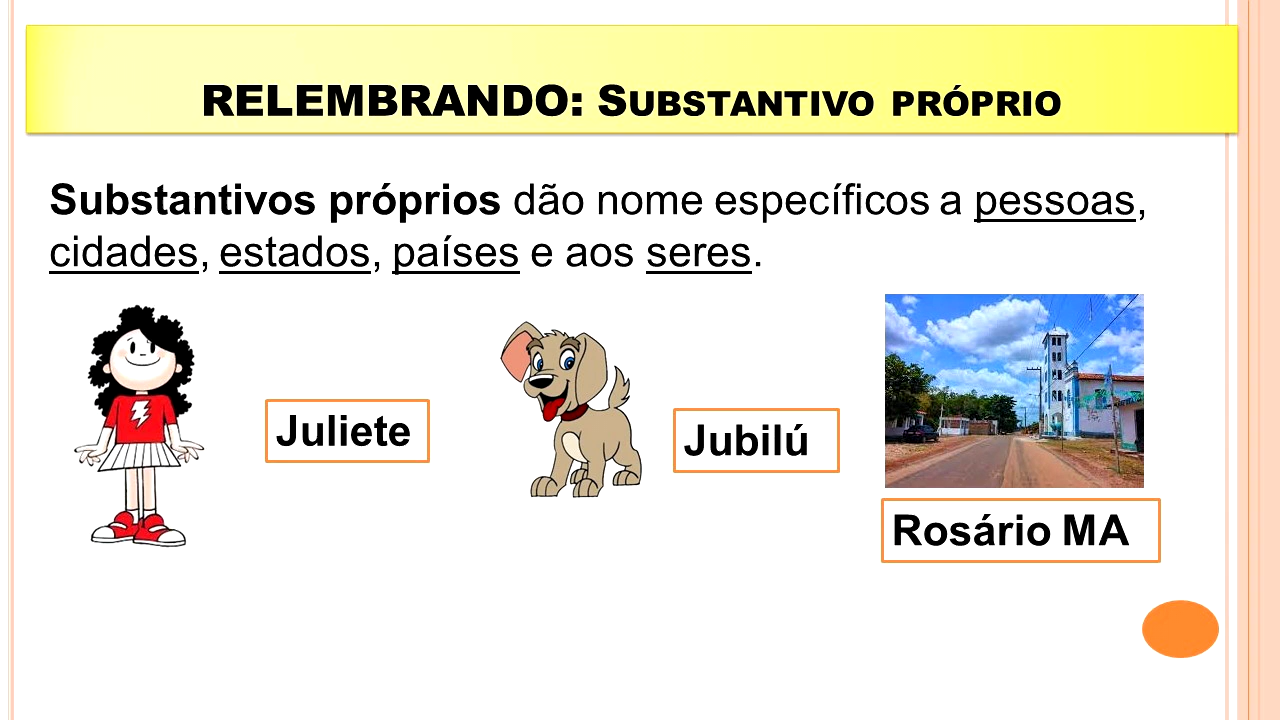 RELEMBRANDO: SUBSTANTIVO PRÓPRIO
Substantivos próprios dão nome específicos a pessoas,
cidades, estados, países e aos seres.
Juliete
Jubilú
Rosário MA